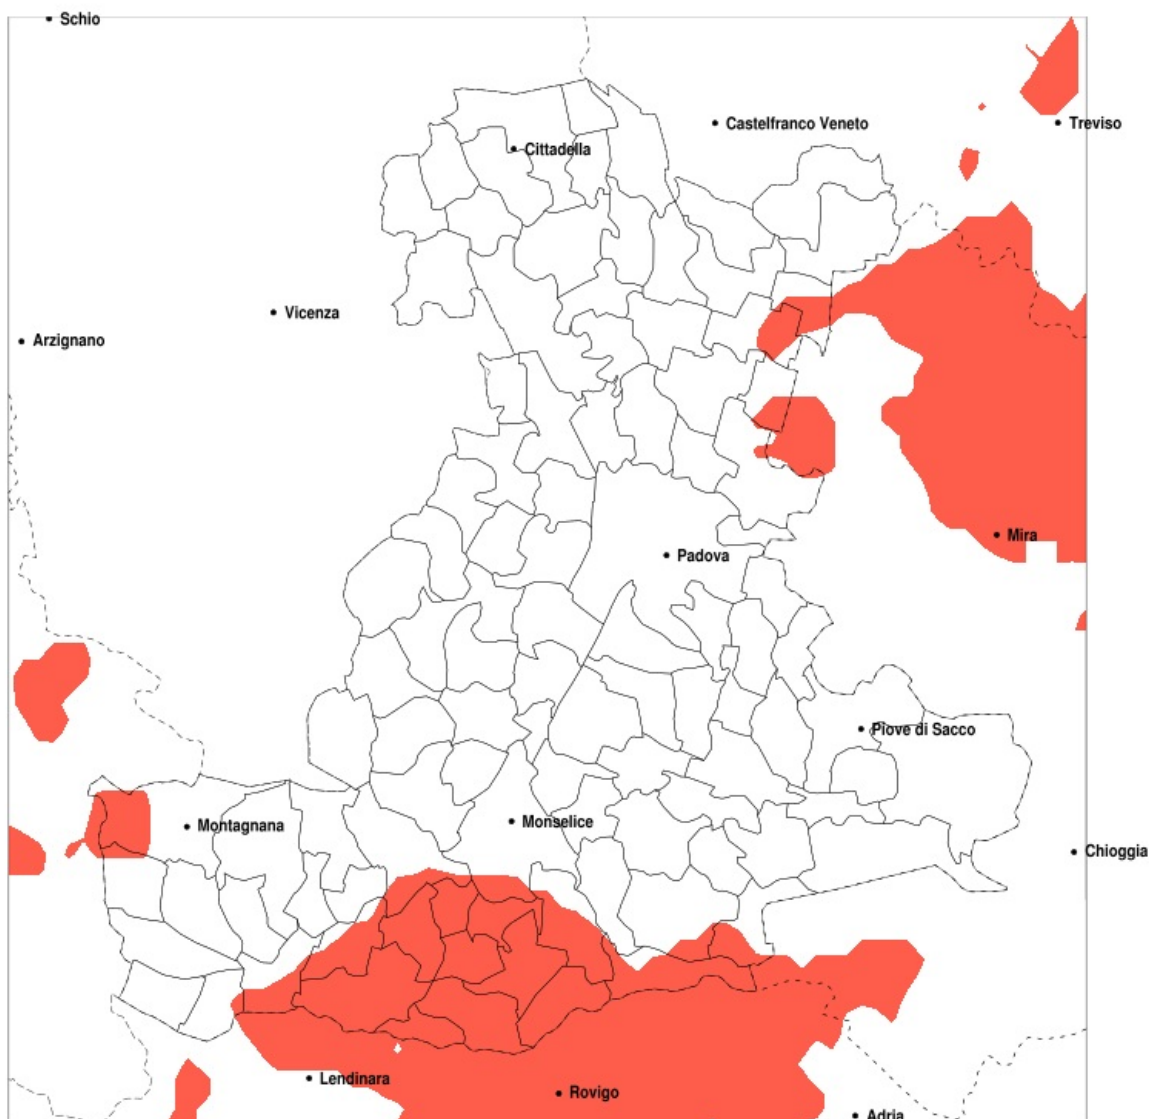 Schio
Castelfranco Veneto
Treviso
Cittadella
Vicenza
Arzignano
Mira
Padova
Piove di Sacco
Montagnana
Monselice
Chioggia
Lendinara
Rovigo
Adria